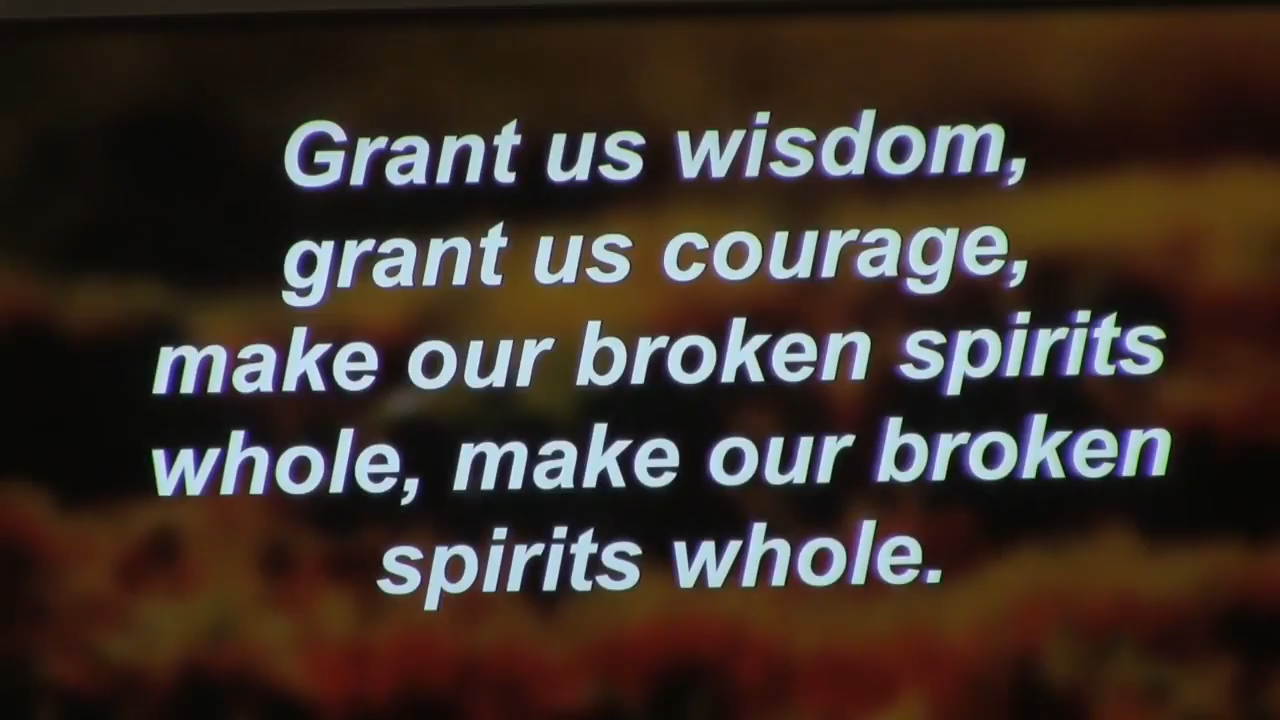 Grant us wisdom,
grant us courage,
make our broken spirits
whole, make our broken
spirits whole.